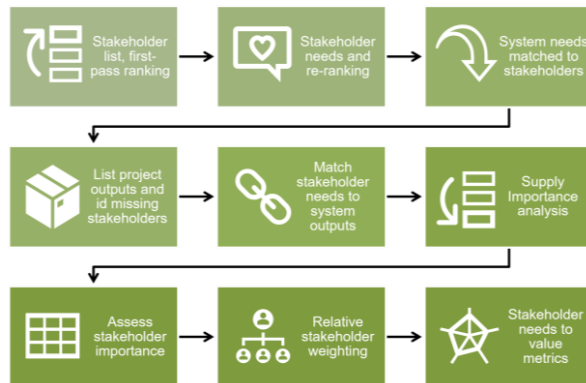 Stakeholder
list, first-
pass ranking
Stakeholder
needs and
re-ranking
System needs
matched to
stakeholders
List project
outputs and
id missing
stakeholders
Match
stakeholder
needs to
system
outputs
Supply
Importance
analysis
Assess
stakeholder
importance
Relative
stakeholder
weighting
Stakeholder
needs to
value
metrics